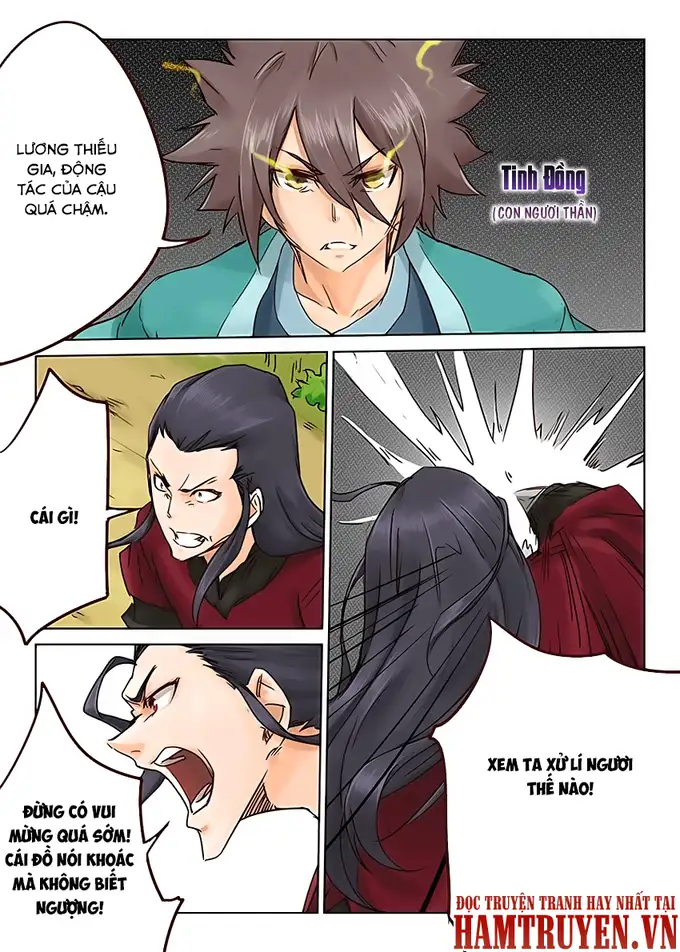 LƯƠNG THIẾU
GIA, ĐỘNG
TÁC CỦA CẬU
QUÁ CHẬM.
Tinh Đồng
(CON NGƯƠI THẦN)
CÁI GÌ!
XEM TA XỬ LÍ NGƯƠI
THẾ NÀO!
ĐỪNG CÓ VUI
MỪNG QUÁ SỚM!
CÁI ĐỒ NÓI KHOÁC
MÀ KHÔNG BIẾT
NGƯỢNG!
ĐỌC TRUYỆN TRANH HAY NHẤT TẠI
HAMTRUYEN.VN